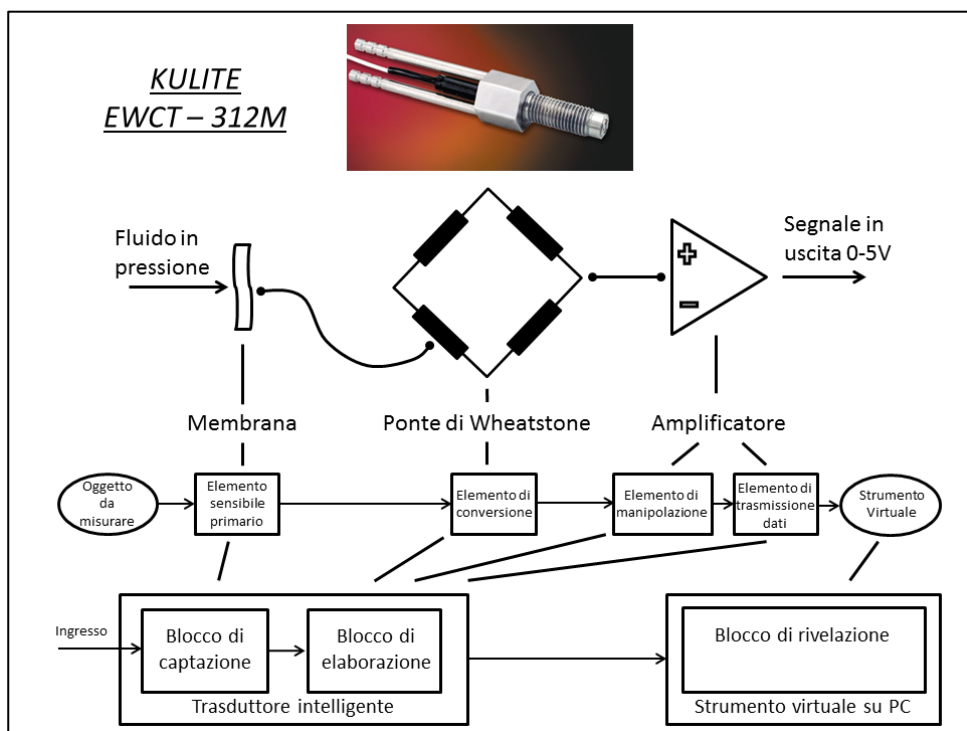 KULITE
EWCT – 312M
Fluido in
pressione
Segnale in
uscita 0-5V
Membrana
Ponte di Wheatstone
Amplificatore
Oggetto
da
misurare
Elemento
sensibile
primario
Elemento di
conversione
Elemento di
manipolazione
Elemento di
trasmissione
dati
Strumento
Virtuale
Ingresso
Blocco di
captazione
Blocco di
elaborazione
Trasduttore intelligente
Blocco di rivelazione
Strumento virtuale su PC